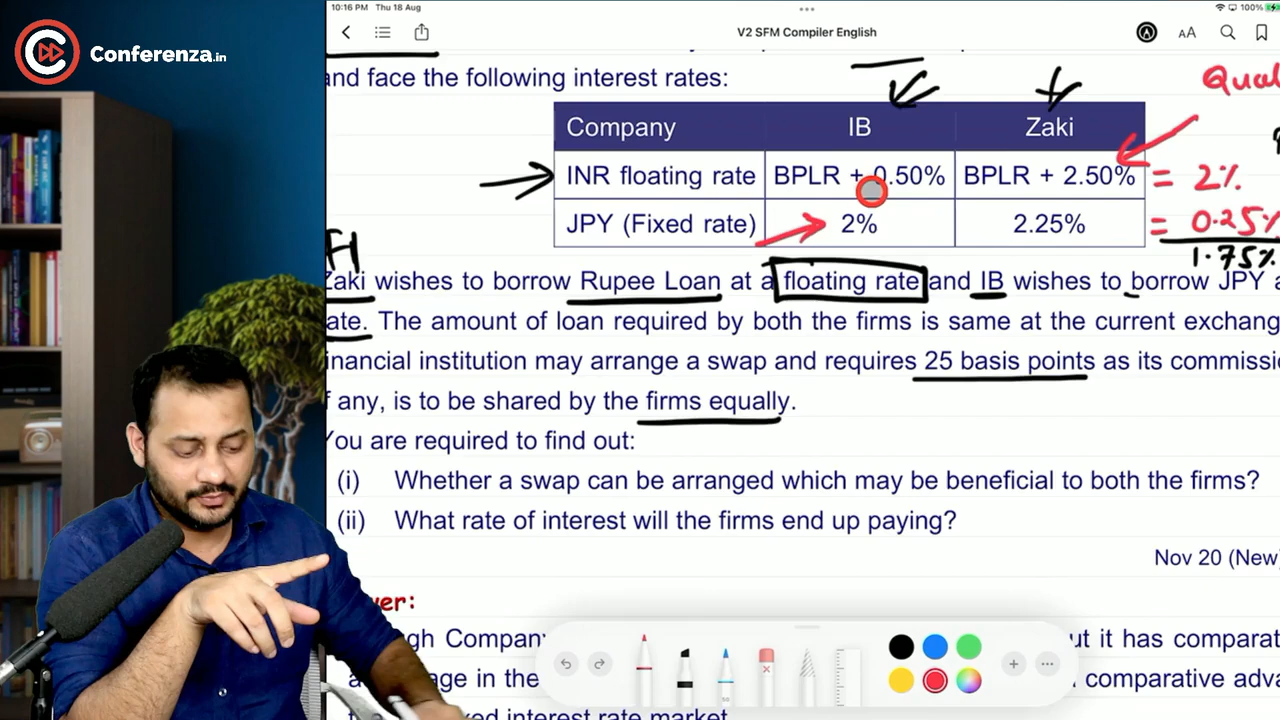 10:16 PM Thu 18 Aug
100%
Conferenza.in
V2 SFM Compiler English
AA
and face the following interest rates:
Company IB Zaki
INR floating rate BPLR + 0.50% BPLR + 2.50% = 2%
JPY (Fixed rate) 2% 2.25% = 0.25%
1.75%
FI
Zaki wishes to borrow Rupee Loan at a floating rate and IB wishes to borrow JPY a
ate. The amount of loan required by both the firms is same at the current exchang
inancial institution may arrange a swap and requires 25 basis points as its commissi
f any, is to be shared by the firms equally.
You are required to find out:
(i) Whether a swap can be arranged which may be beneficial to both the firms?
(ii) What rate of interest will the firms end up paying?
Nov 20 (New)
wer:
gh Company ut it has comparat
age in the comparative adva
ed interest rate market